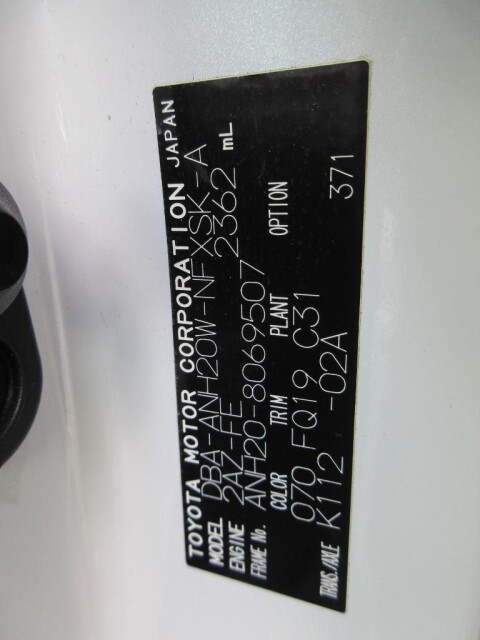 TOYOTA MOTOR CORPORATION JAPAN
MODEL DBA-ANH20W-NFXSK-A
ENGINE 2AZ-FE 2362 mL
FRAME No. ANH20-8069507
COLOR TRIM PLANT OPTION
070 FQ19 C31
TRANS./AXLE K112 -02A 371